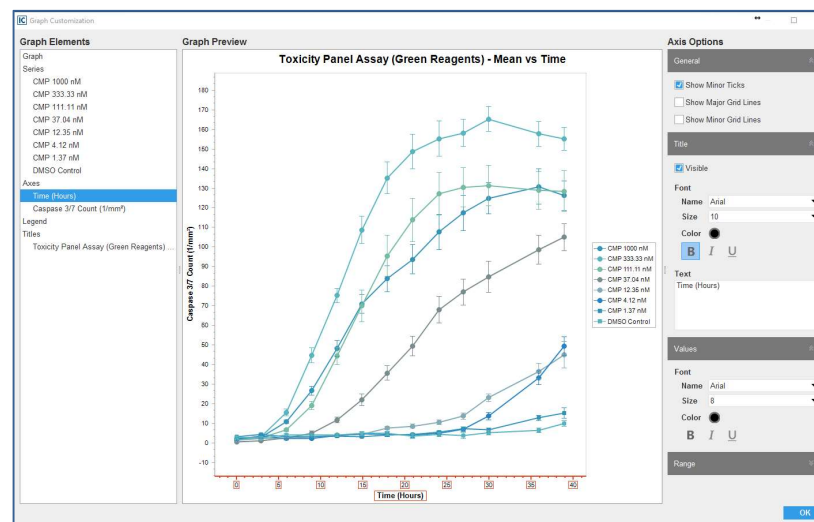 IC Graph Customization
Graph Elements
Graph
Series
CMP 1000 nM
CMP 333.33 nM
CMP 111.11 nM
CMP 37.04 nM
CMP 12.35 nM
CMP 4.12 nM
CMP 1.37 nM
DMSO Control
Axes
Time (Hours)
Caspase 3/7 Count (1/mm²)
Legend
Titles
Toxicity Panel Assay (Green Reagents) ...
Graph Preview
Toxicity Panel Assay (Green Reagents) - Mean vs Time
Caspase 3/7 Count (1/mm²)
180
170
160
150
140
130
120
110
100
90
80
70
60
50
40
30
20
10
0
-10
0 5 10 15 20 25 30 35 40
Time (Hours)
CMP 1000 nM
CMP 333.33 nM
CMP 111.11 nM
CMP 37.04 nM
CMP 12.35 nM
CMP 4.12 nM
CMP 1.37 nM
DMSO Control
Axis Options
General
Show Minor Ticks
Show Major Grid Lines
Show Minor Grid Lines
Title
Visible
Font
Name Arial
Size 10
Color
B I U
Text
Time (Hours)
Values
Font
Name Arial
Size 8
Color
B I U
Range
OK